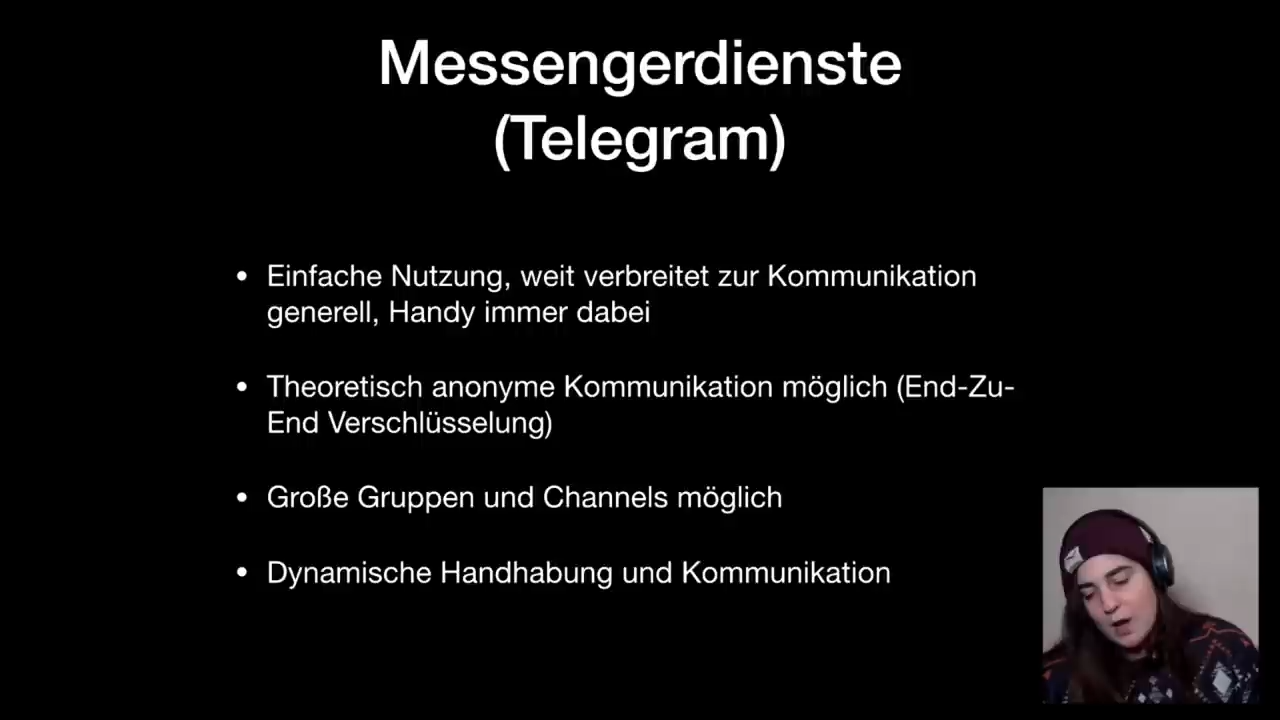 Messengerdienste
(Telegram)
• Einfache Nutzung, weit verbreitet zur Kommunikation
generell, Handy immer dabei
• Theoretisch anonyme Kommunikation möglich (End-Zu-
End Verschlüsselung)
• Große Gruppen und Channels möglich
• Dynamische Handhabung und Kommunikation